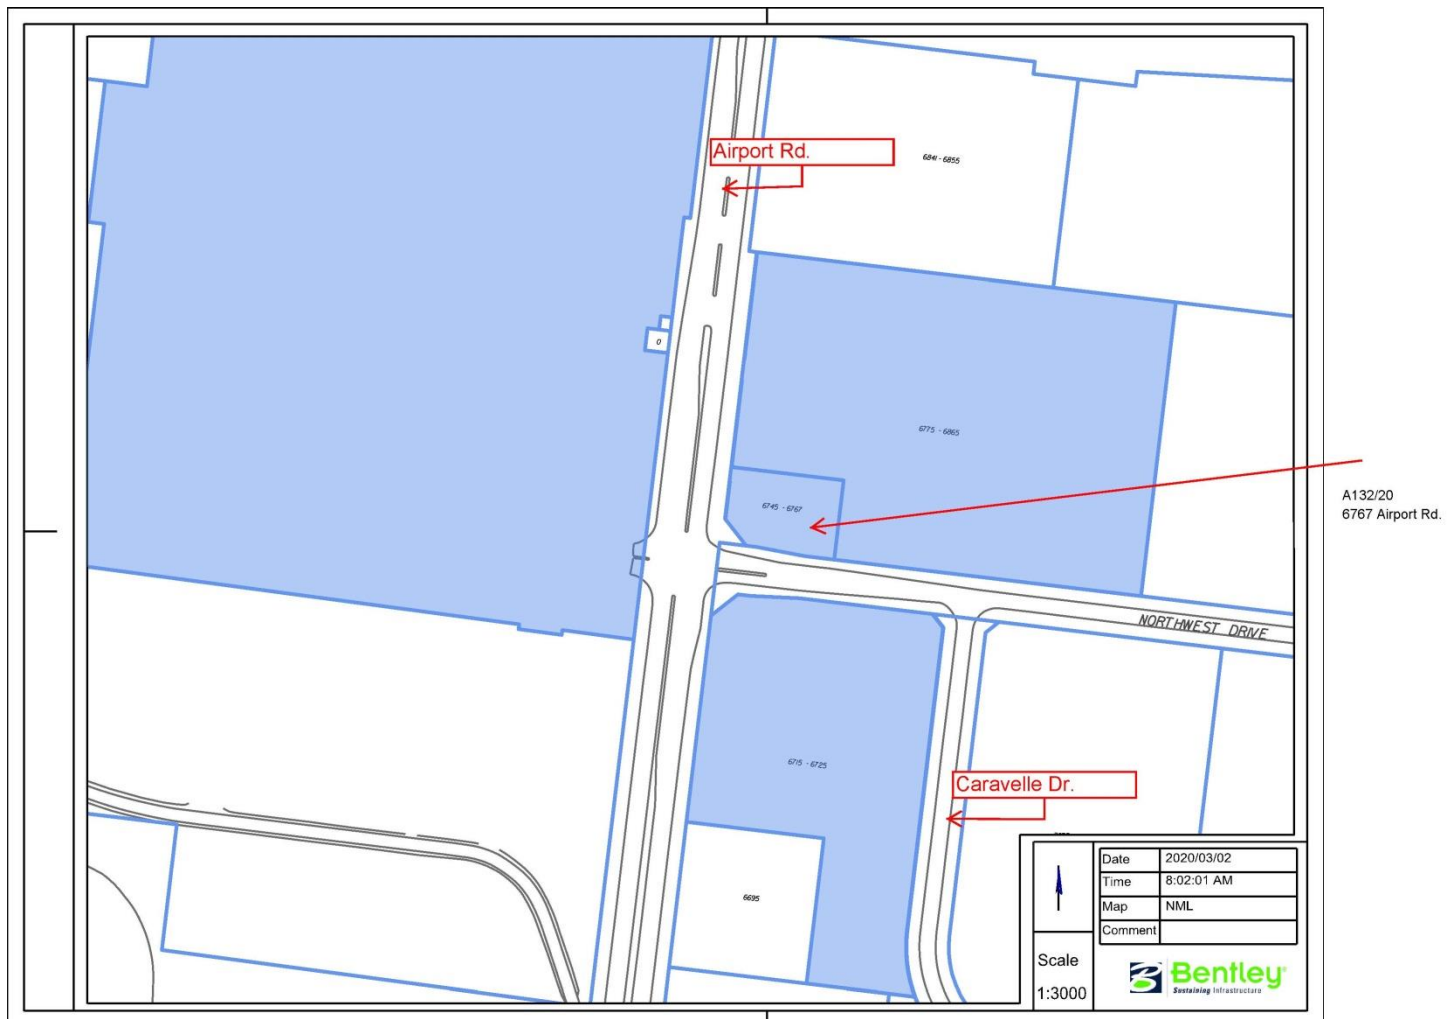 Airport Rd.
6841 - 6855
0
6775 - 6865
6745 - 6767
A132/20
6767 Airport Rd.
NORTHWEST DRIVE
6715 - 6725
Caravelle Dr.
6695
Date 2020/03/02
Time 8:02:01 AM
Map NML
Comment
Scale
1:3000
Bentley
Sustaining Infrastructure